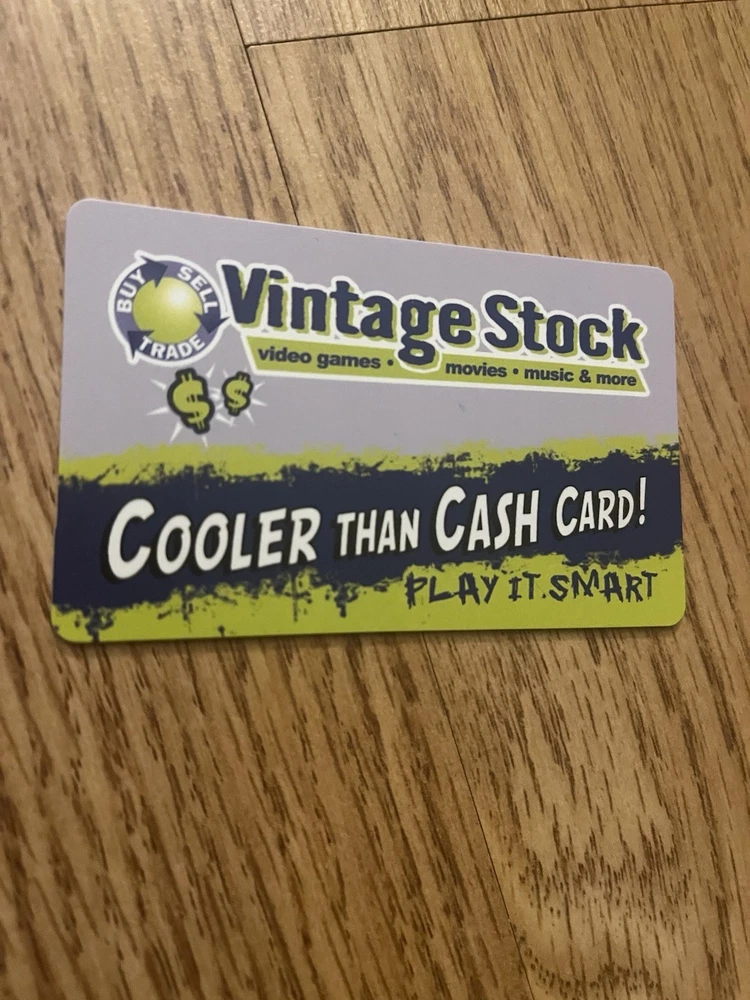 BUY SELL TRADE
Vintage Stock
video games • movies • music & more
$ $
COOLER THAN CASH CARD!
PLAY IT.SMART